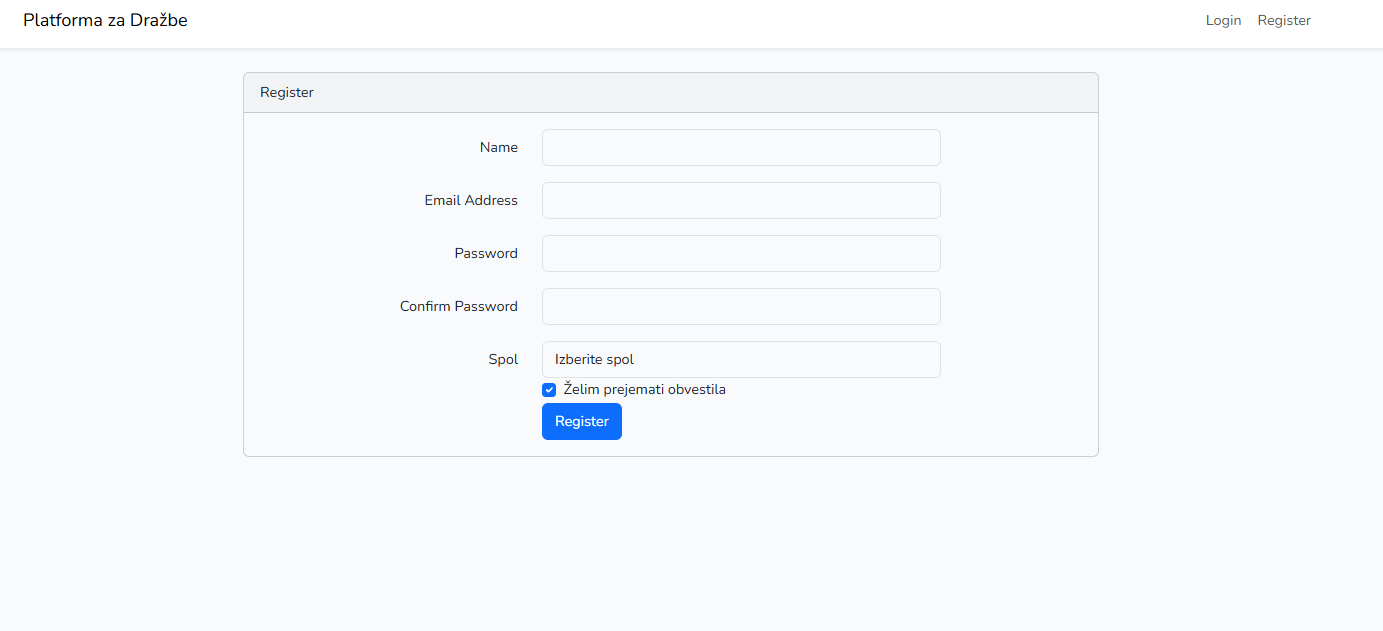 Platforma za Dražbe
Login Register
Register
Name
Email Address
Password
Confirm Password
Spol Izberite spol
Želim prejemati obvestila
Register